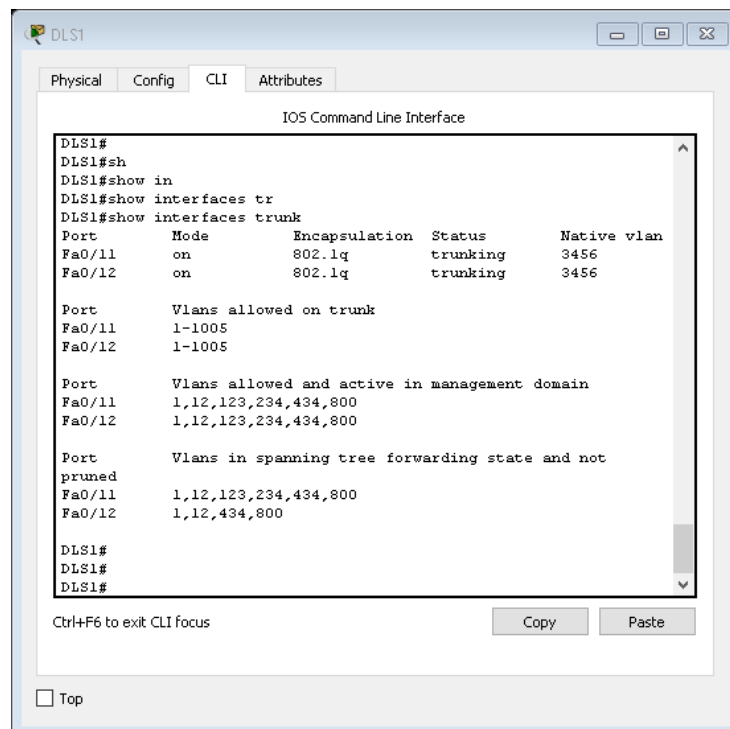 DLS1
Physical Config CLI Attributes
IOS Command Line Interface
DLS1#
DLS1#sh
DLS1#show in
DLS1#show interfaces tr
DLS1#show interfaces trunk
Port Mode Encapsulation Status Native vlan
Fa0/11 on 802.1q trunking 3456
Fa0/12 on 802.1q trunking 3456
Port Vlans allowed on trunk
Fa0/11 1-1005
Fa0/12 1-1005
Port Vlans allowed and active in management domain
Fa0/11 1,12,123,234,434,800
Fa0/12 1,12,123,234,434,800
Port Vlans in spanning tree forwarding state and not
pruned
Fa0/11 1,12,123,234,434,800
Fa0/12 1,12,434,800
DLS1#
DLS1#
DLS1#
Ctrl+F6 to exit CLI focus Copy Paste
Top